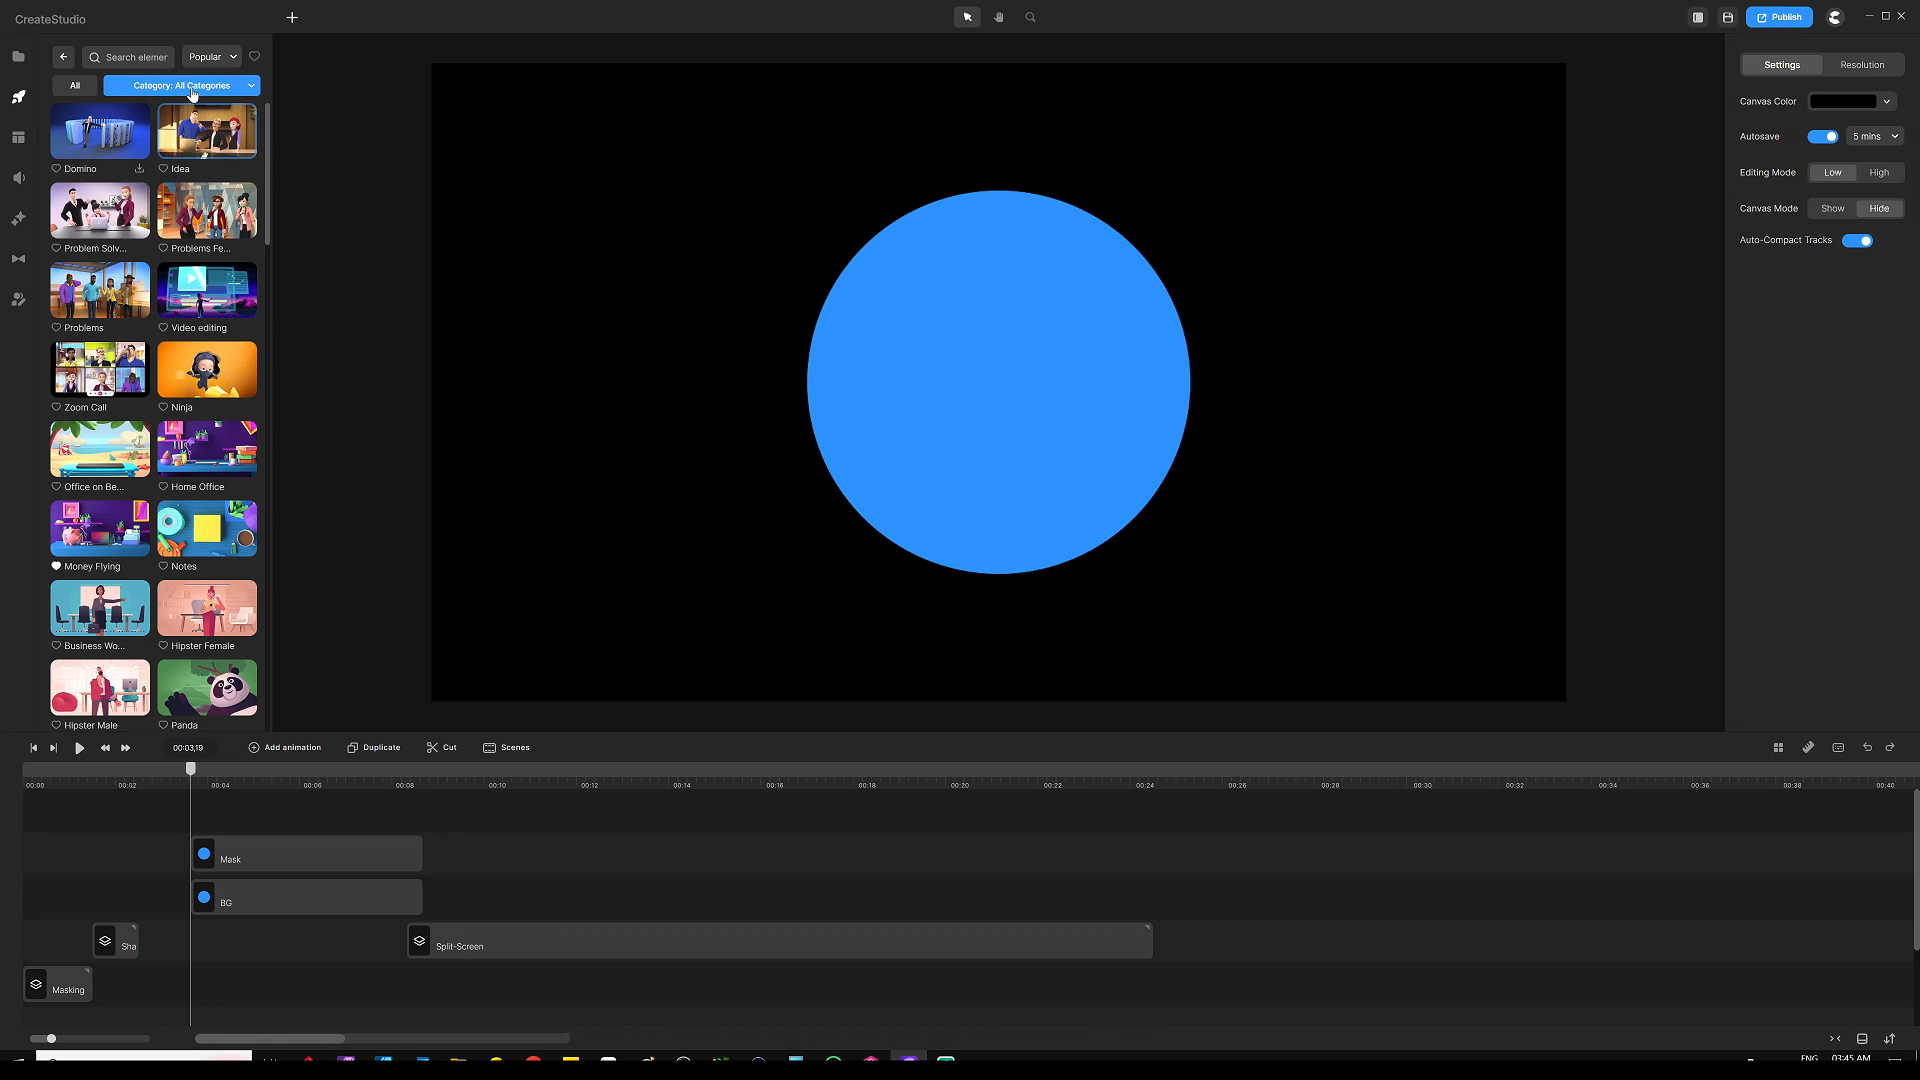 CreateStudio
Publish
Search elemer
Popular
All
Category: All Categories
Domino
Idea
Problem Solv...
Problems Fe...
Problems
Video editing
Zoom Call
Ninja
Office on Be...
Home Office
Money Flying
Notes
Business Wo...
Hipster Female
Hipster Male
Panda
Settings
Resolution
Canvas Color
Autosave
5 mins
Editing Mode
Low
High
Canvas Mode
Show
Hide
Auto-Compact Tracks
00:03,19
Add animation
Duplicate
Cut
Scenes
00:00
00:02
00:04
00:06
00:08
00:10
00:12
00:14
00:16
00:18
00:20
00:22
00:24
00:26
00:28
00:30
00:32
00:34
00:36
00:38
00:40
Mask
BG
Sha
Split-Screen
Masking
ENG
03:45 AM